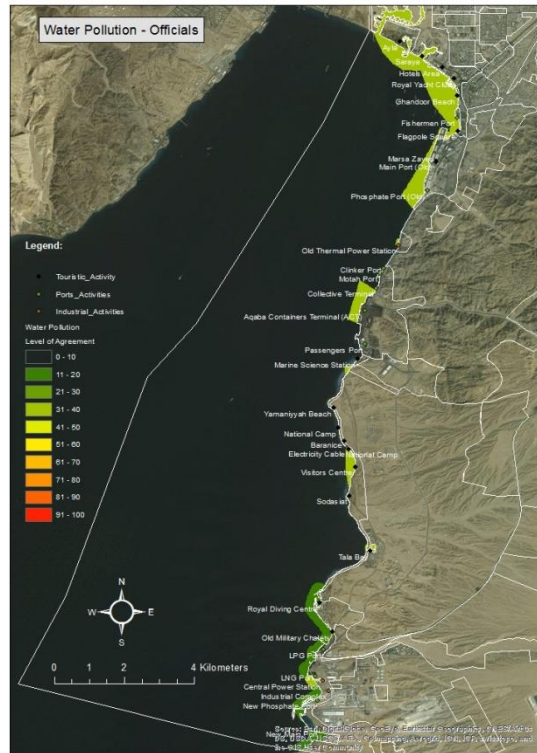 Water Pollution - Officials
Ayla
Saraya
Hotels Area
Royal Yacht Club
Ghandoor Beach
Fishermen Port
Flagpole Square
Marsa Zayed
Main Port (Old)
Phosphate Port (Old)
Old Thermal Power Station
Clinker Port
Motah Port
Collective Terminal
Aqaba Containers Terminal (ACT)
Passengers Port
Marine Science Station
Yamaniyyah Beach
National Camp
Baranice
Electricity Cable National Camp
Visitors Centre
Sodasiat
Tala Bay
Royal Diving Centre
Old Military Chalets
LPG Port
LNG Port
Central Power Station
Industrial Complex
New Phosphate Port
Legend:
Touristic_Activity
Ports_Activities
Industrial_Activities
Water Pollution
Level of Agreement
0 - 10
11 - 20
21 - 30
31 - 40
41 - 50
51 - 60
61 - 70
71 - 80
81 - 90
91 - 100
N
W E
S
0 1 2 4 Kilometers